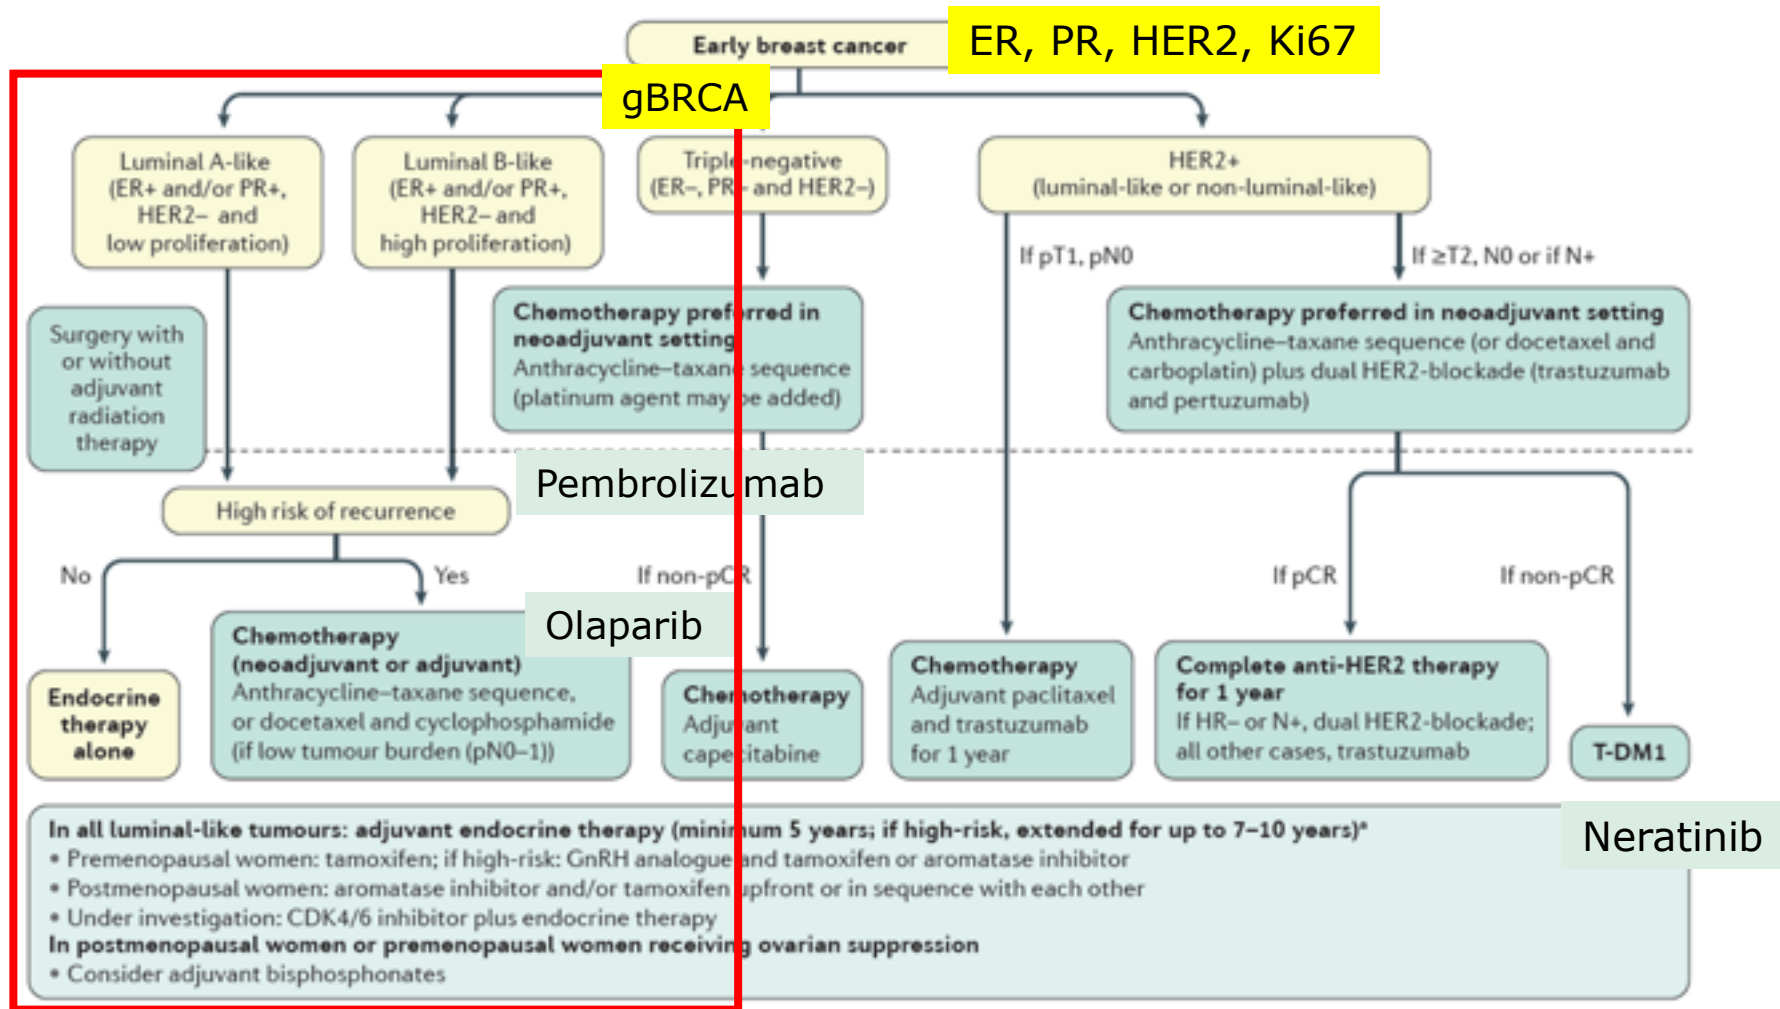 Early breast cancer
ER, PR, HER2, Ki67
gBRCA
Luminal A-like
(ER+ and/or PR+,
HER2– and
low proliferation)
Luminal B-like
(ER+ and/or PR+,
HER2– and
high proliferation)
Triple-negative
(ER–, PR– and HER2–)
HER2+
(luminal-like or non-luminal-like)
If pT1, pN0
If ≥T2, N0 or if N+
Surgery with
or without
adjuvant
radiation
therapy
Chemotherapy preferred in
neoadjuvant setting
Anthracycline–taxane sequence
(platinum agent may be added)
Chemotherapy preferred in neoadjuvant setting
Anthracycline–taxane sequence (or docetaxel and
carboplatin) plus dual HER2-blockade (trastuzumab
and pertuzumab)
Pembrolizumab
High risk of recurrence
No
Yes
If non-pCR
If pCR
If non-pCR
Olaparib
Endocrine
therapy
alone
Chemotherapy
(neoadjuvant or adjuvant)
Anthracycline–taxane sequence,
or docetaxel and cyclophosphamide
(if low tumour burden (pN0–1))
Chemotherapy
Adjuvant
capecitabine
Chemotherapy
Adjuvant paclitaxel
and trastuzumab
for 1 year
Complete anti-HER2 therapy
for 1 year
If HR– or N+, dual HER2-blockade;
all other cases, trastuzumab
T-DM1
Neratinib
In all luminal-like tumours: adjuvant endocrine therapy (minimum 5 years; if high-risk, extended for up to 7–10 years)*
• Premenopausal women: tamoxifen; if high-risk: GnRH analogue and tamoxifen or aromatase inhibitor
• Postmenopausal women: aromatase inhibitor and/or tamoxifen upfront or in sequence with each other
• Under investigation: CDK4/6 inhibitor plus endocrine therapy
In postmenopausal women or premenopausal women receiving ovarian suppression
• Consider adjuvant bisphosphonates